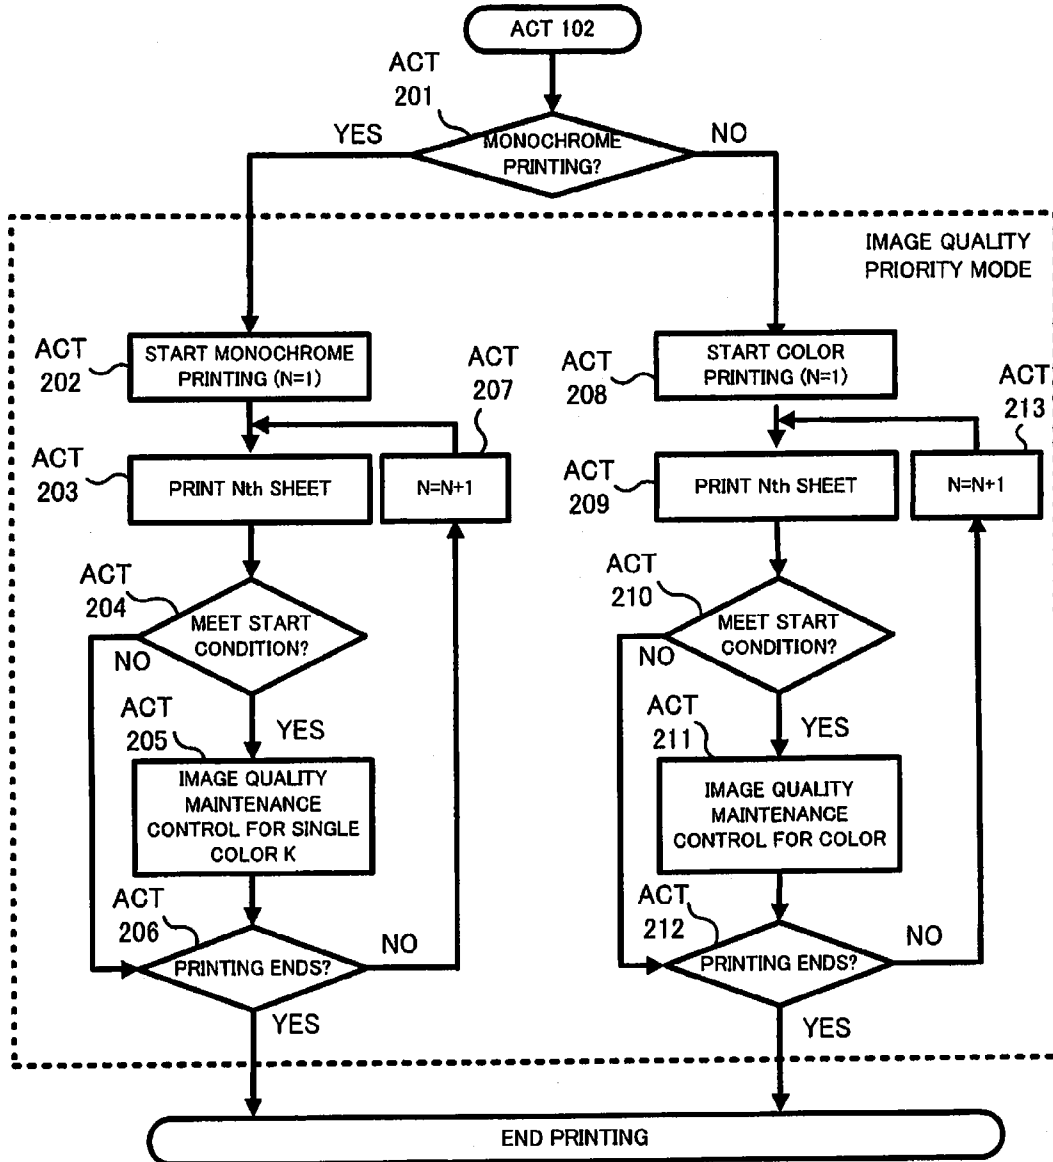 ACT 102
ACT
201
MONOCHROME
PRINTING?
YES
NO
IMAGE QUALITY
PRIORITY MODE
ACT
202
START MONOCHROME
PRINTING (N=1)
ACT
207
ACT
203
PRINT Nth SHEET
N=N+1
ACT
204
MEET START
CONDITION?
NO
YES
ACT
205
IMAGE QUALITY
MAINTENANCE
CONTROL FOR SINGLE
COLOR K
ACT
206
PRINTING ENDS?
NO
YES
ACT
208
START COLOR
PRINTING (N=1)
ACT
213
ACT
209
PRINT Nth SHEET
N=N+1
ACT
210
MEET START
CONDITION?
NO
YES
ACT
211
IMAGE QUALITY
MAINTENANCE
CONTROL FOR COLOR
ACT
212
PRINTING ENDS?
NO
YES
END PRINTING